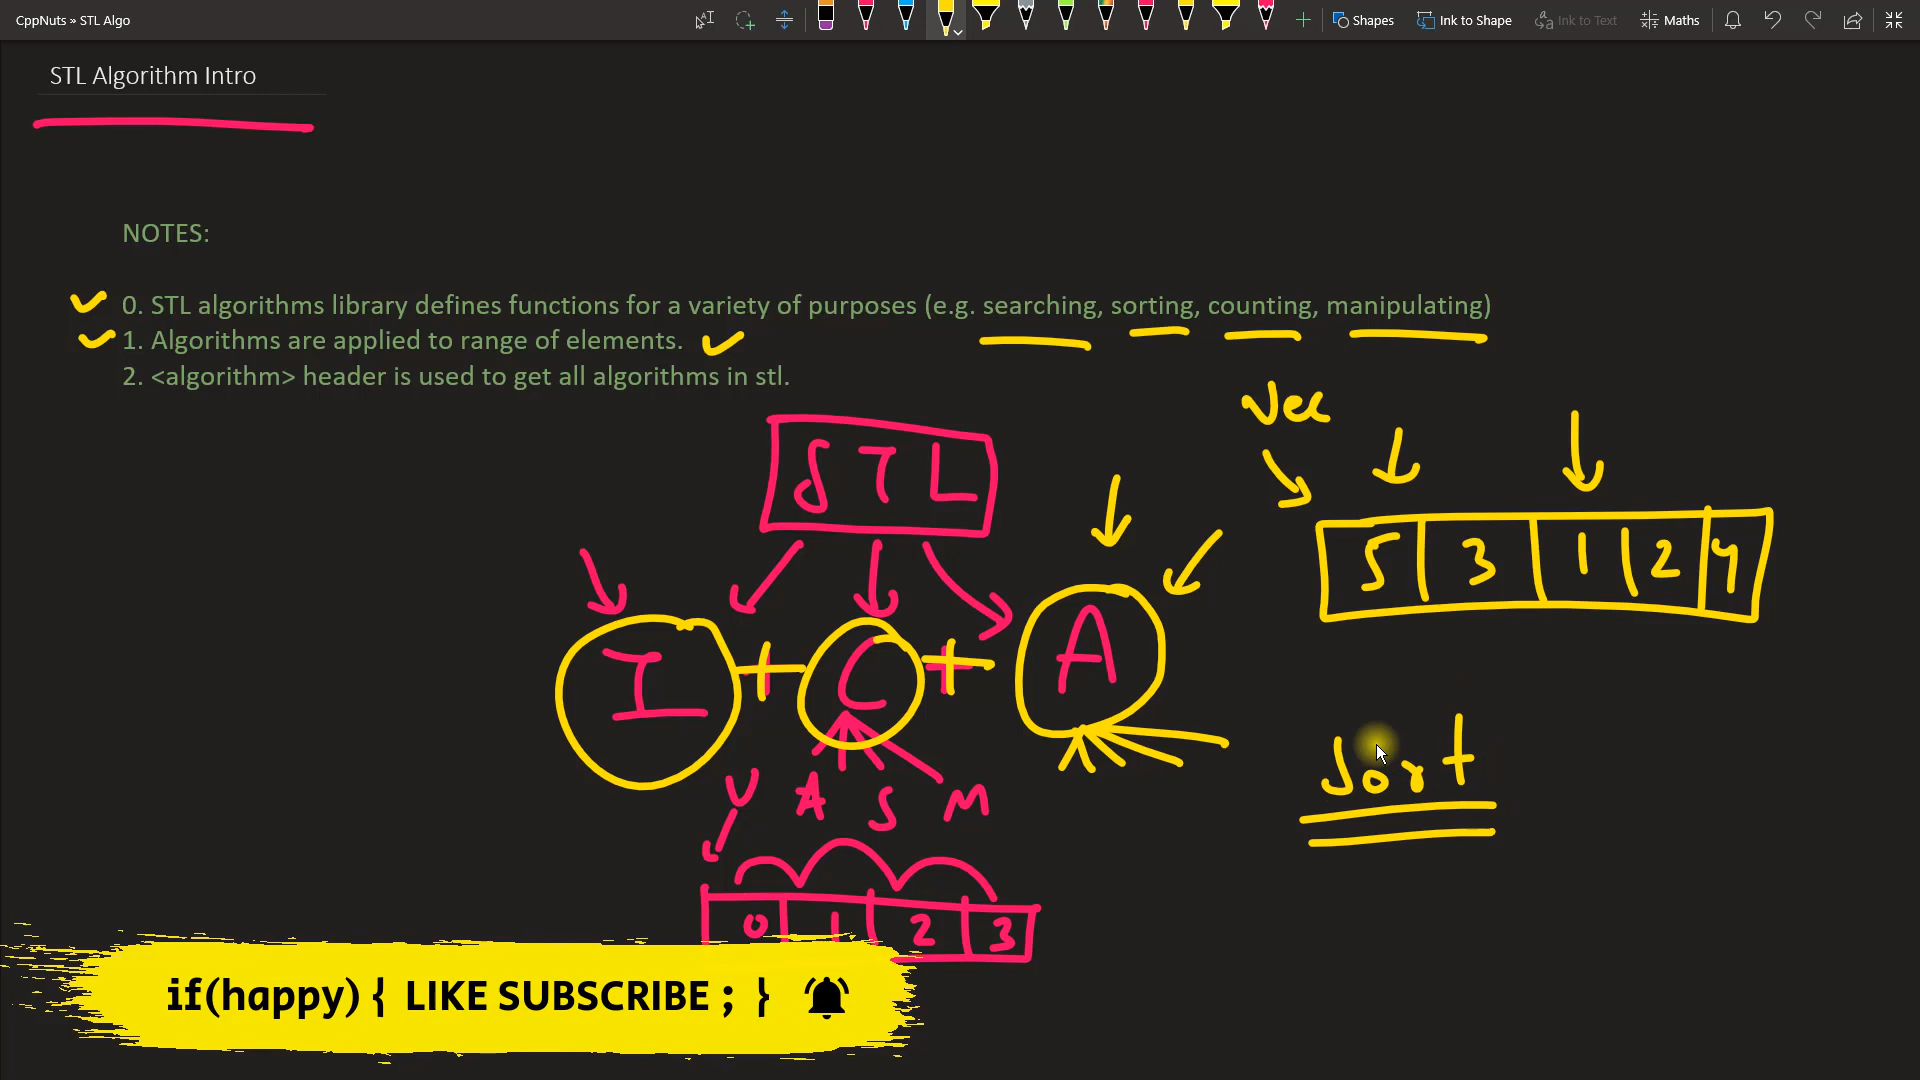 CppNuts » STL Algo
Shapes Ink to Shape Ink to Text Maths
STL Algorithm Intro
NOTES:
0. STL algorithms library defines functions for a variety of purposes (e.g. searching, sorting, counting, manipulating)
1. Algorithms are applied to range of elements.
2. <algorithm> header is used to get all algorithms in stl.
Vec
STL
5 3 1 2 4
I + C + A
Sort
V A S M
0 1 2 3
if(happy) { LIKE SUBSCRIBE ; }